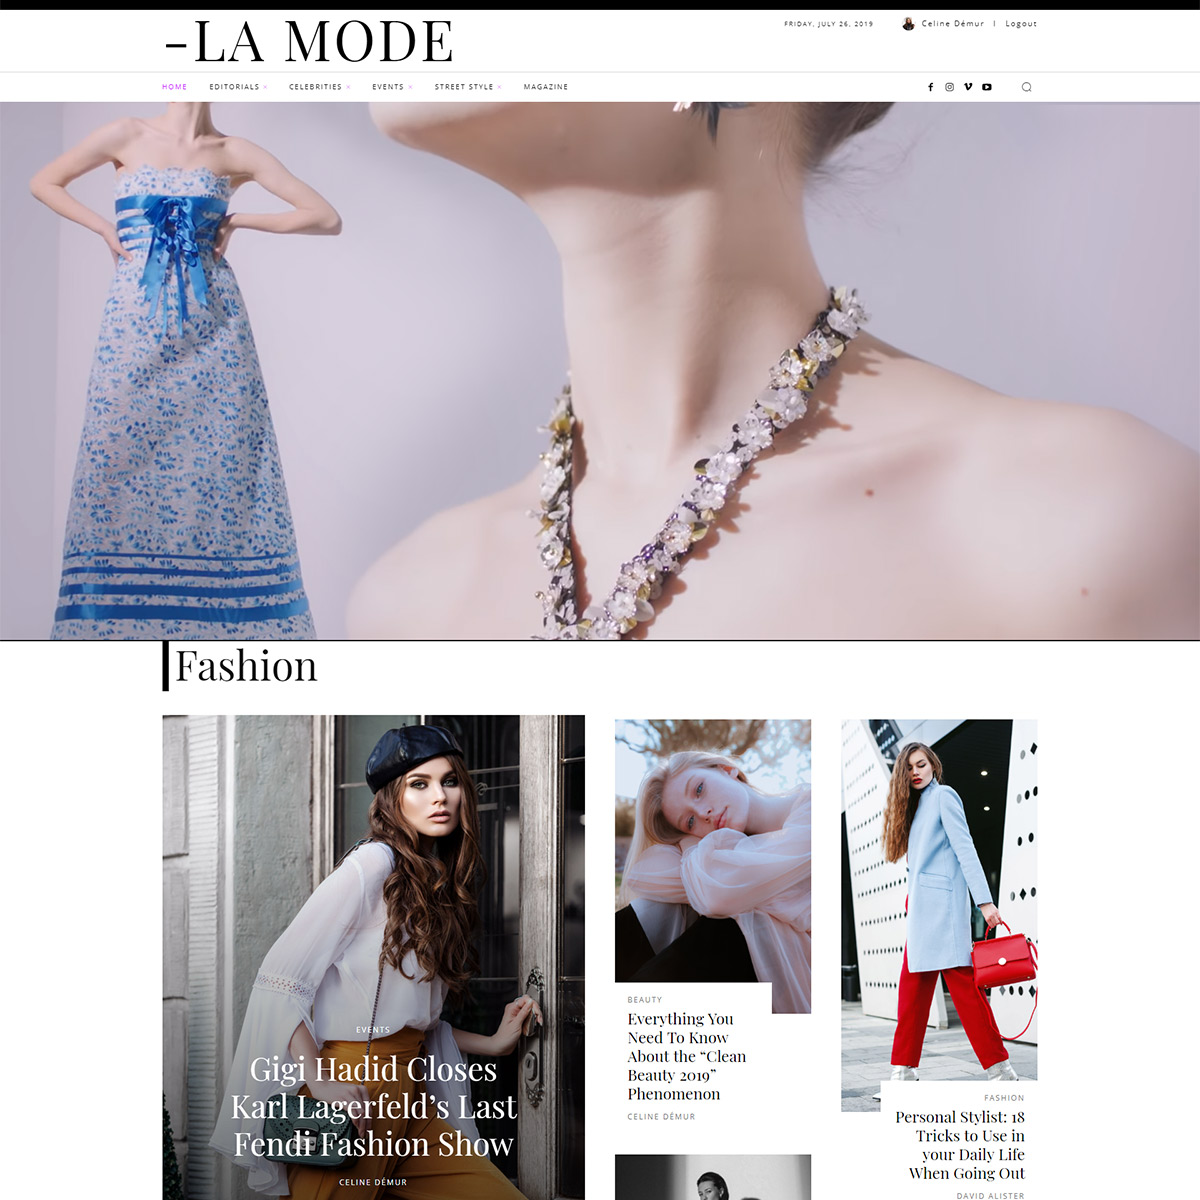 -LA MODE
FRIDAY, JULY 26, 2019
Celine Démur | Logout
HOME EDITORIALS CELEBRITIES EVENTS STREET STYLE MAGAZINE
Fashion
EVENTS
Gigi Hadid Closes
Karl Lagerfeld’s Last
Fendi Fashion Show
CELINE DÉMUR
BEAUTY
Everything You
Need To Know
About the “Clean
Beauty 2019”
Phenomenon
CELINE DÉMUR
FASHION
Personal Stylist: 18
Tricks to Use in
your Daily Life
When Going Out
DAVID ALISTER